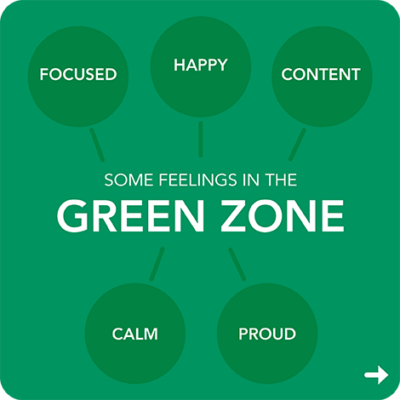 FOCUSED
HAPPY
CONTENT
SOME FEELINGS IN THE
GREEN ZONE
CALM
PROUD